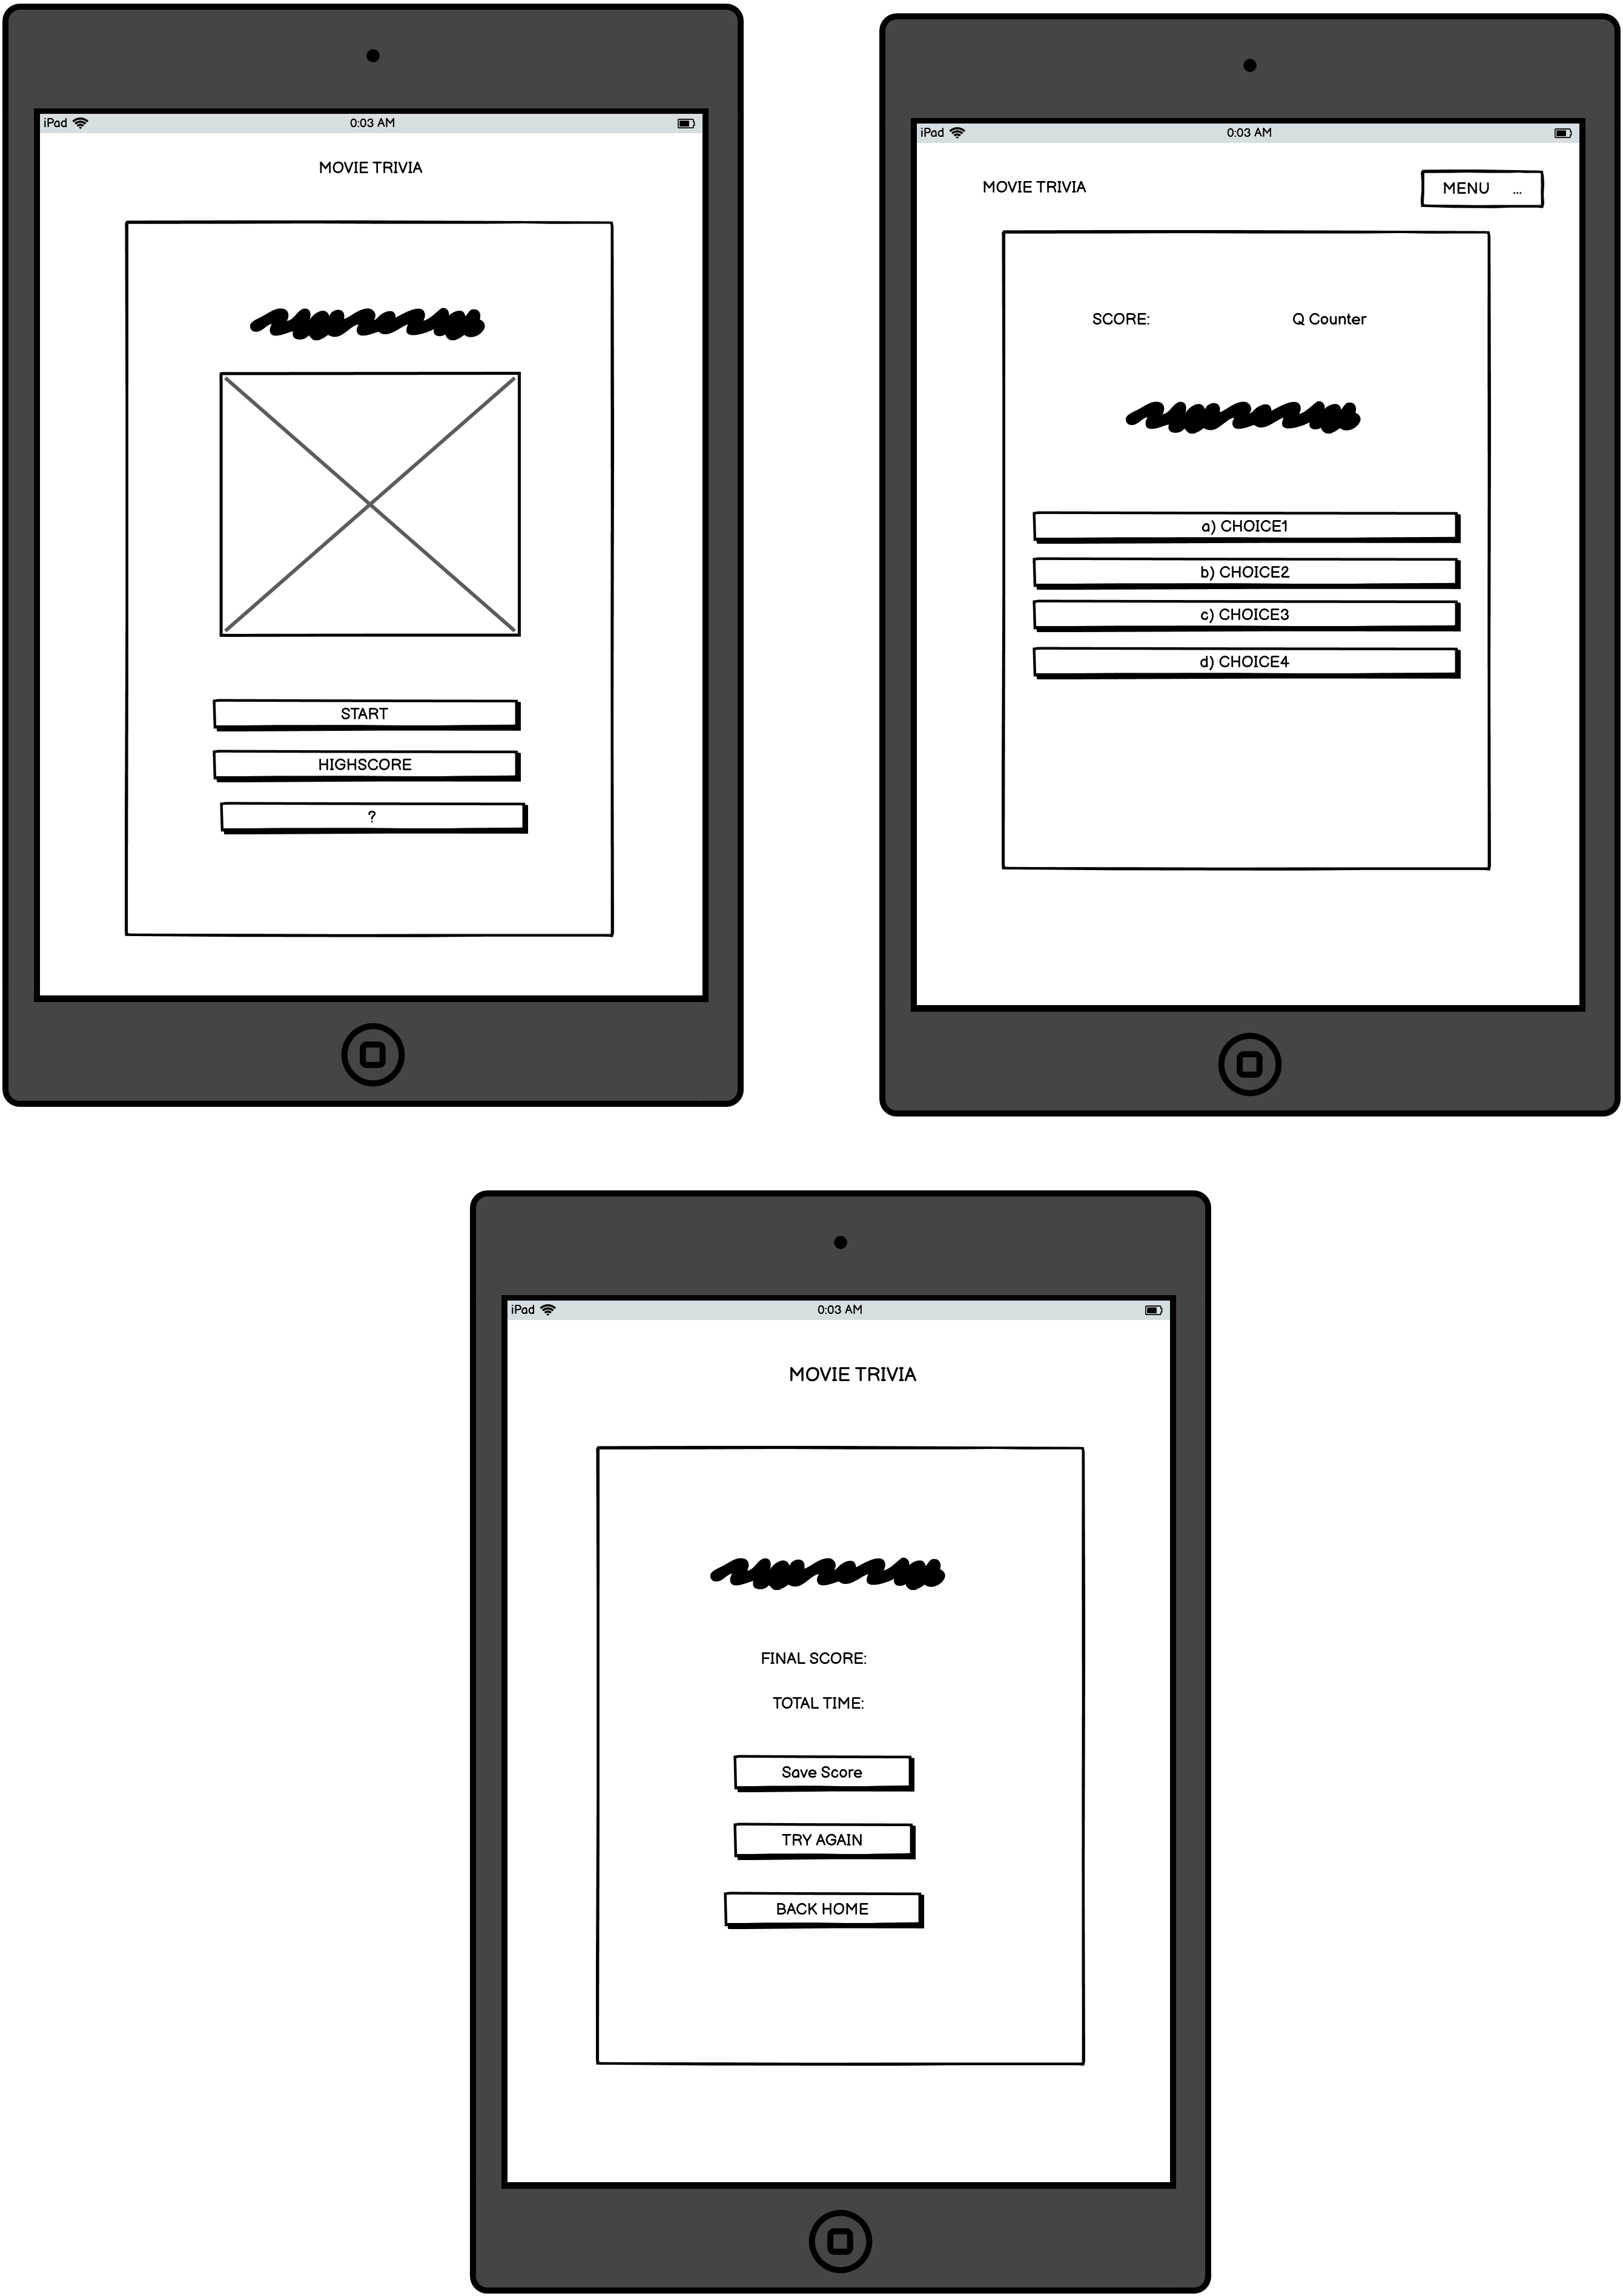 iPad 0:03 AM
MOVIE TRIVIA
START
HIGHSCORE
?
iPad 0:03 AM
MOVIE TRIVIA
MENU ...
SCORE: Q Counter
a) CHOICE1
b) CHOICE2
c) CHOICE3
d) CHOICE4
iPad 0:03 AM
MOVIE TRIVIA
FINAL SCORE:
TOTAL TIME:
Save Score
TRY AGAIN
BACK HOME